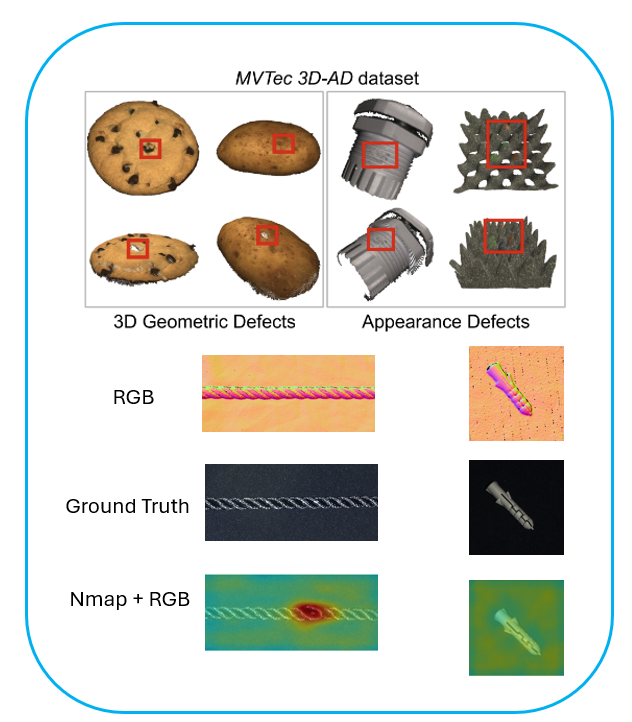 MVTec 3D-AD dataset
3D Geometric Defects
Appearance Defects
RGB
Ground Truth
Nmap + RGB